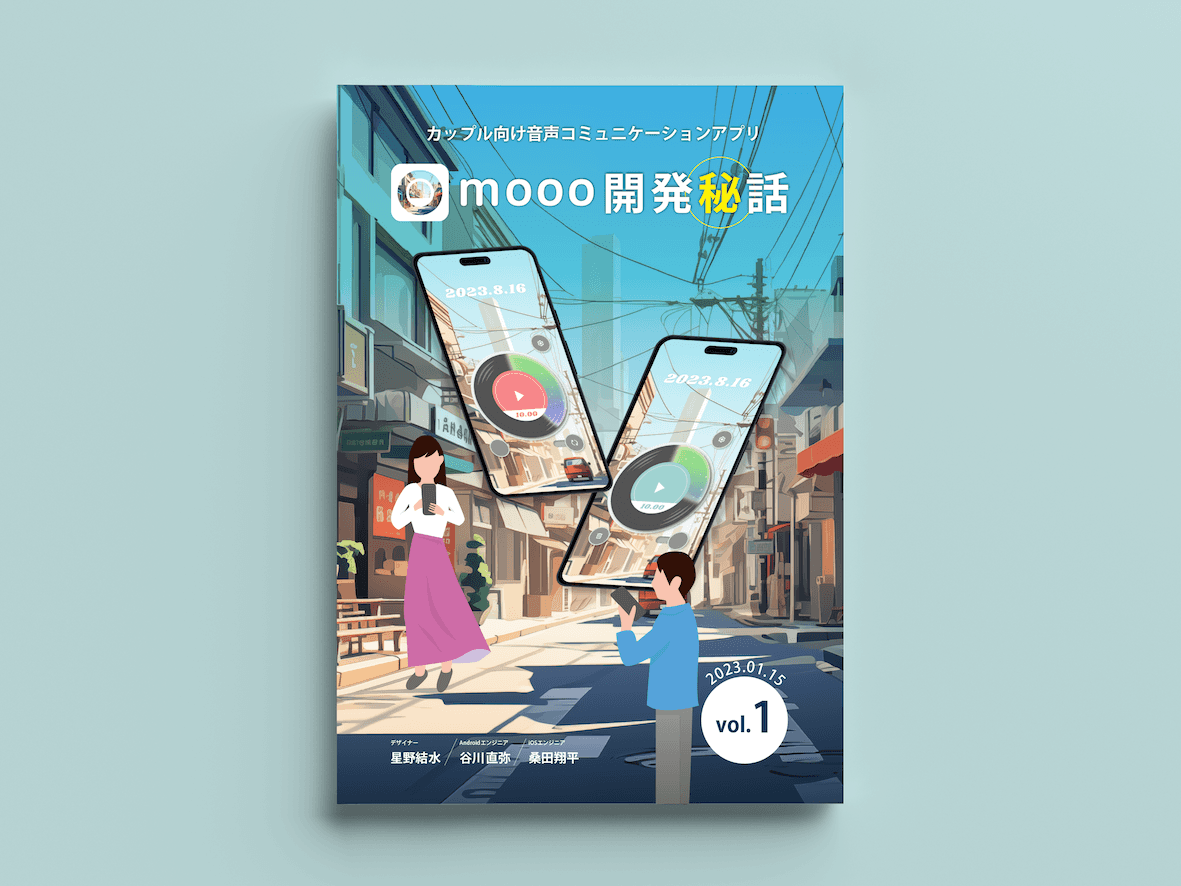 カップル向け音声コミュニケーションアプリ
mooo開発秘話
2023.8.16
10.00
2023.8.16
10.00
2023.01.15
vol.1
デザイナー
星野結水
Androidエンジニア
谷川直弥
iOSエンジニア
桑田翔平